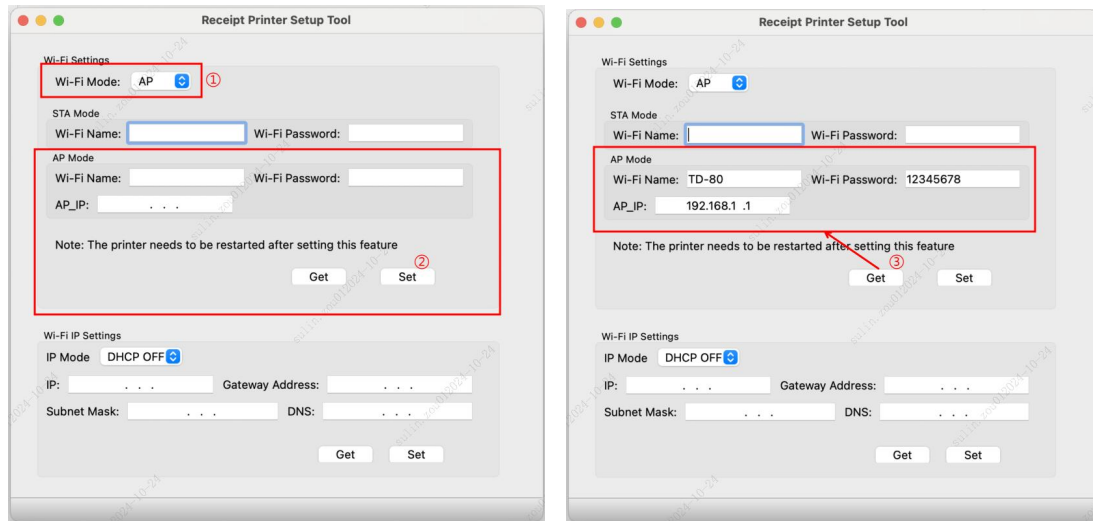 Receipt Printer Setup Tool
Wi-Fi Settings
Wi-Fi Mode: AP ①
STA Mode
Wi-Fi Name: Wi-Fi Password:
AP Mode
Wi-Fi Name: Wi-Fi Password:
AP_IP: . . .
Note: The printer needs to be restarted after setting this feature
②
Get Set
Wi-Fi IP Settings
IP Mode DHCP OFF
IP: . . . Gateway Address: . . .
Subnet Mask: . . . DNS: . . .
Get Set
Receipt Printer Setup Tool
Wi-Fi Settings
Wi-Fi Mode: AP
STA Mode
Wi-Fi Name: Wi-Fi Password:
AP Mode
Wi-Fi Name: TD-80 Wi-Fi Password: 12345678
AP_IP: 192.168.1 .1
Note: The printer needs to be restarted after setting this feature
③
Get Set
Wi-Fi IP Settings
IP Mode DHCP OFF
IP: . . . Gateway Address: . . .
Subnet Mask: . . . DNS: . . .
Get Set